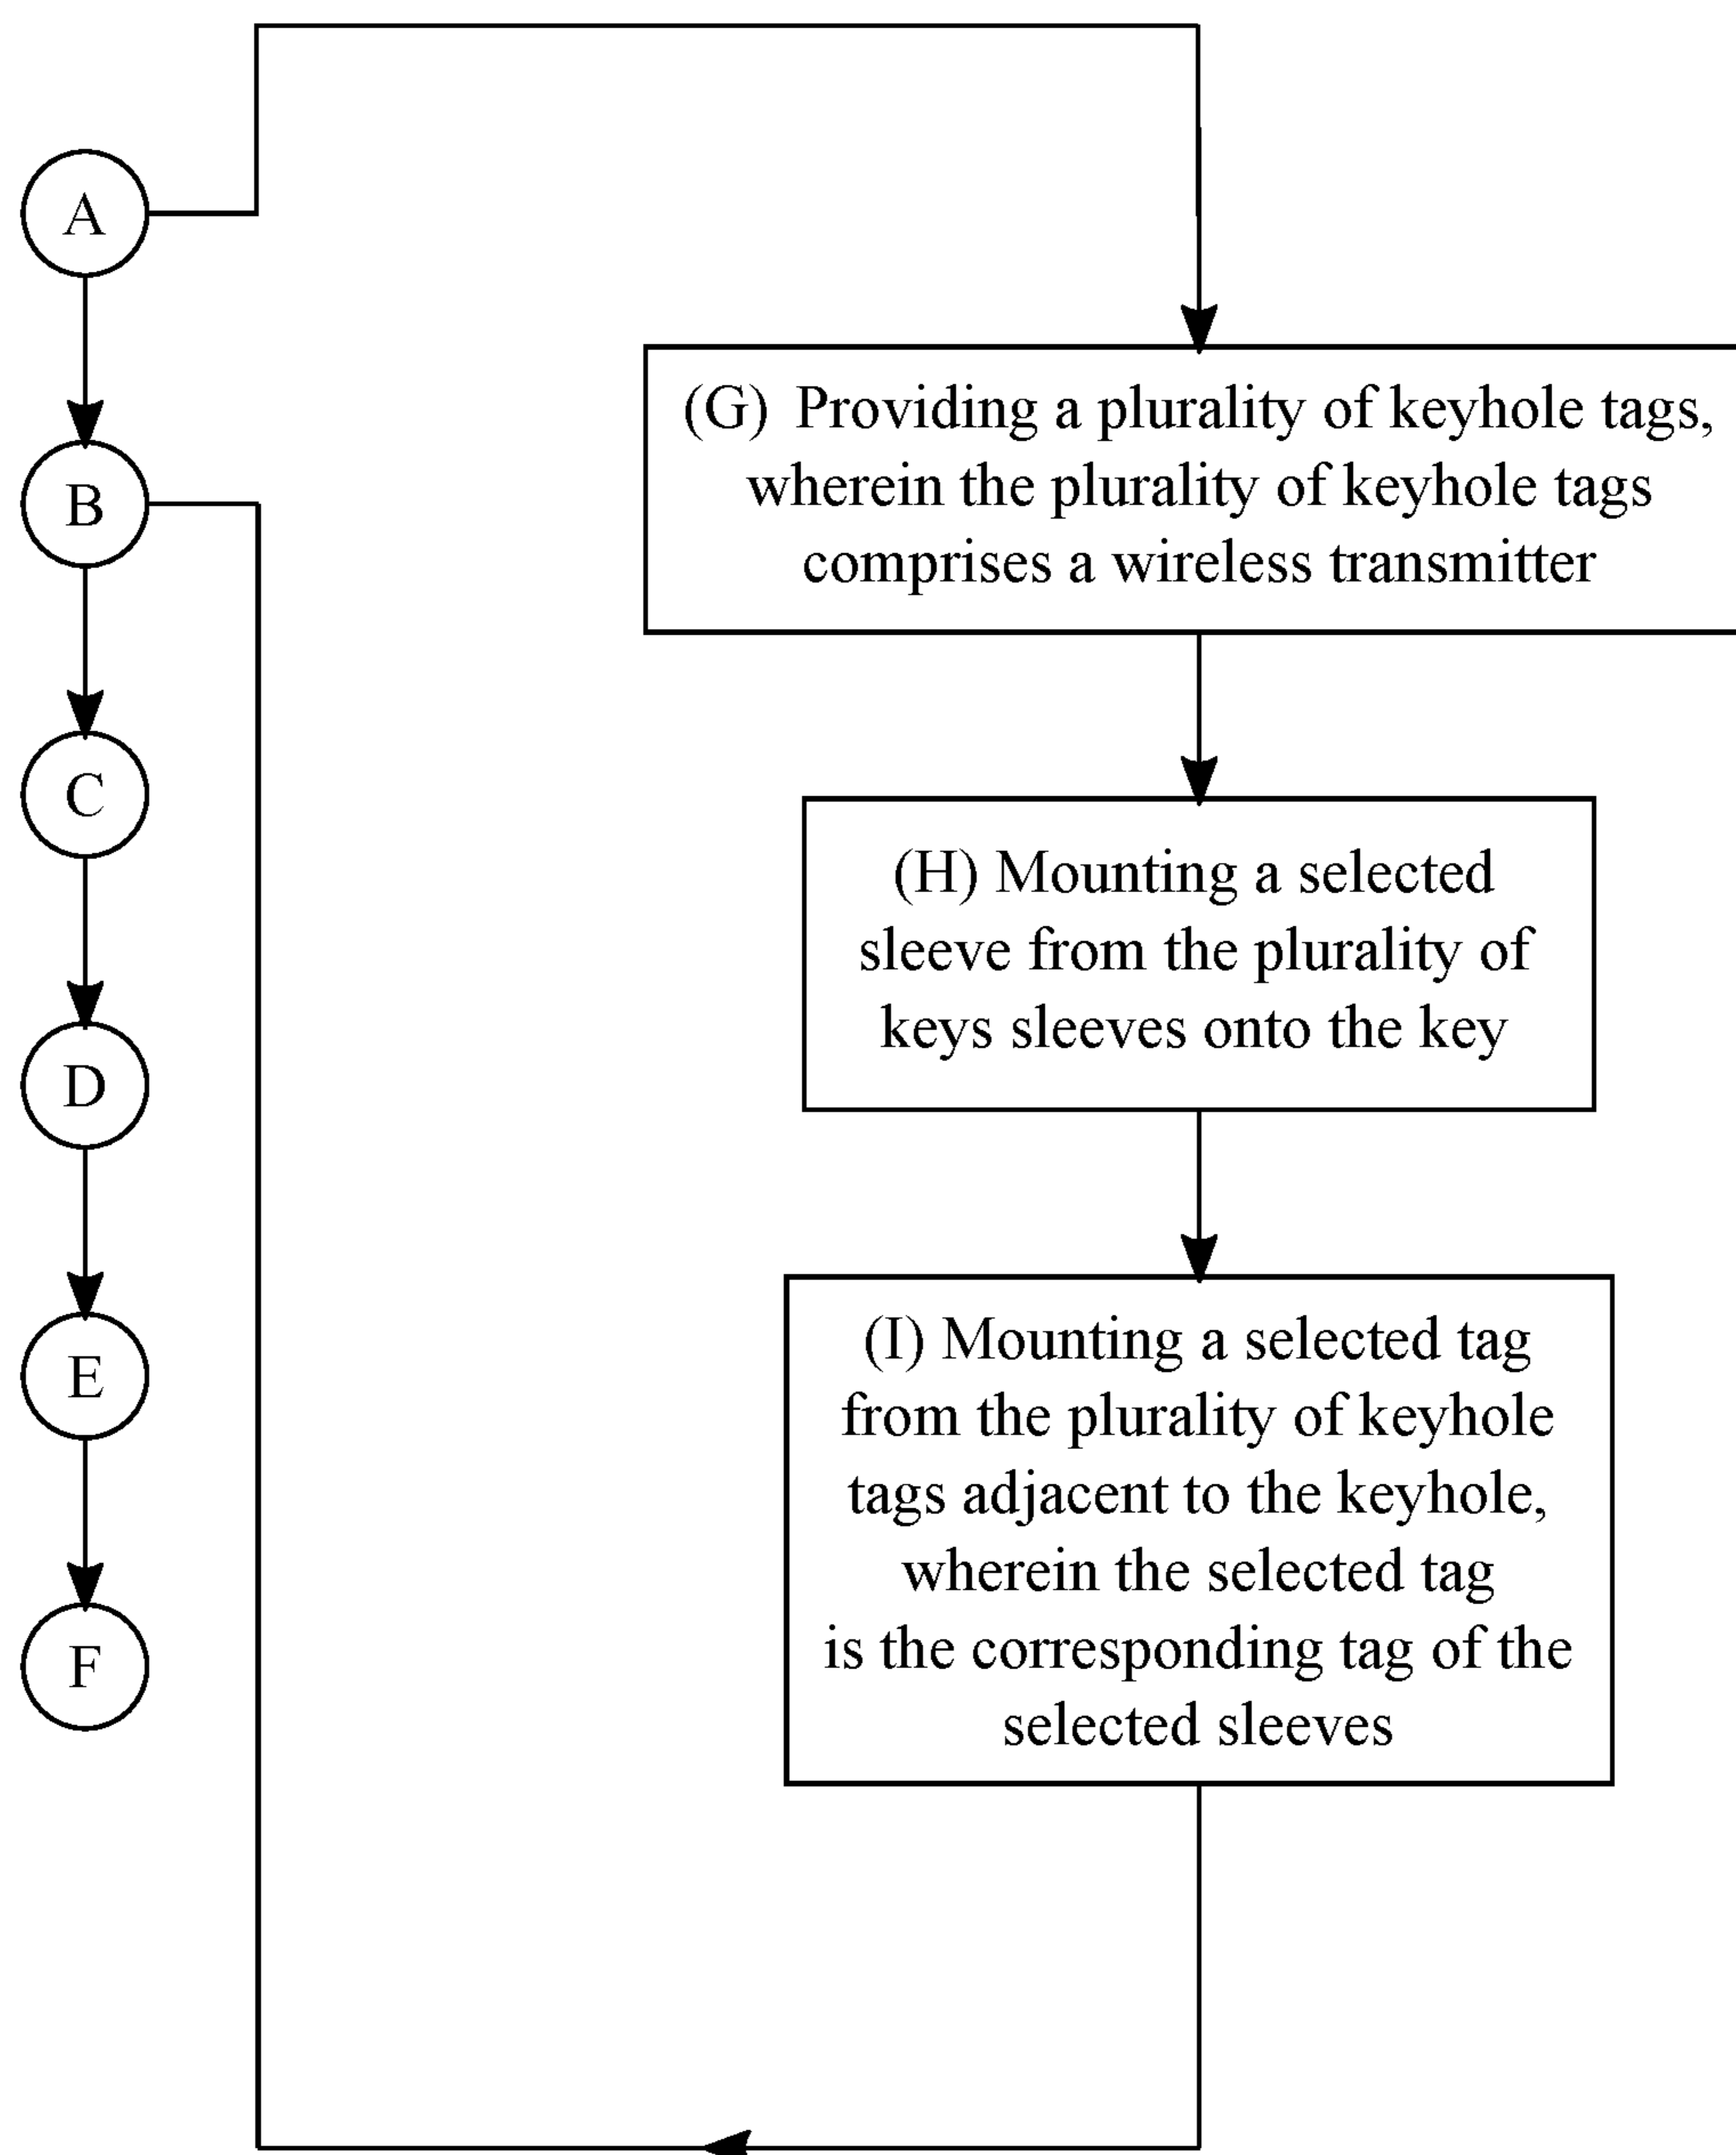 A
B
C
D
E
F
(G) Providing a plurality of keyhole tags,
wherein the plurality of keyhole tags
comprises a wireless transmitter
(H) Mounting a selected
sleeve from the plurality of
keys sleeves onto the key
(I) Mounting a selected tag
from the plurality of keyhole
tags adjacent to the keyhole,
wherein the selected tag
is the corresponding tag of the
selected sleeves